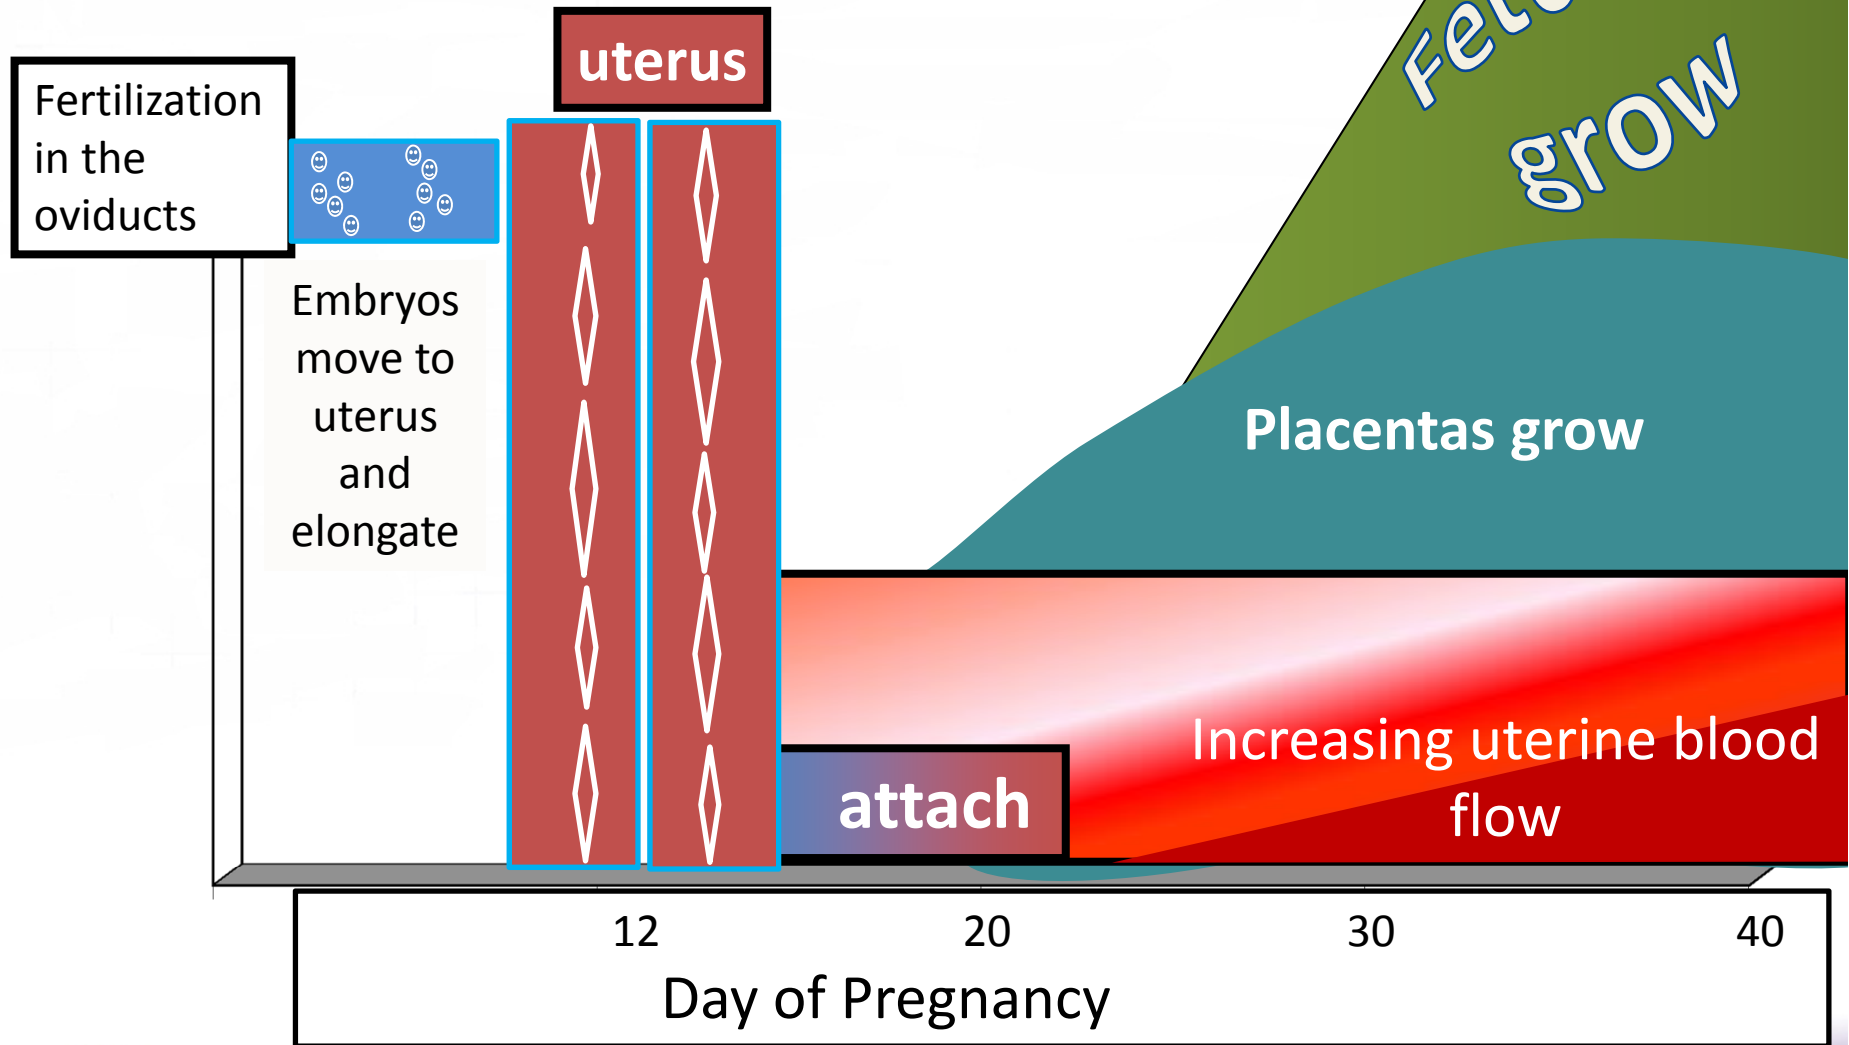 uterus
Fertilization
in the
oviducts
Embryos
move to
uterus
and
elongate
grow
Placentas grow
Increasing uterine blood
flow
attach
12 20 30 40
Day of Pregnancy